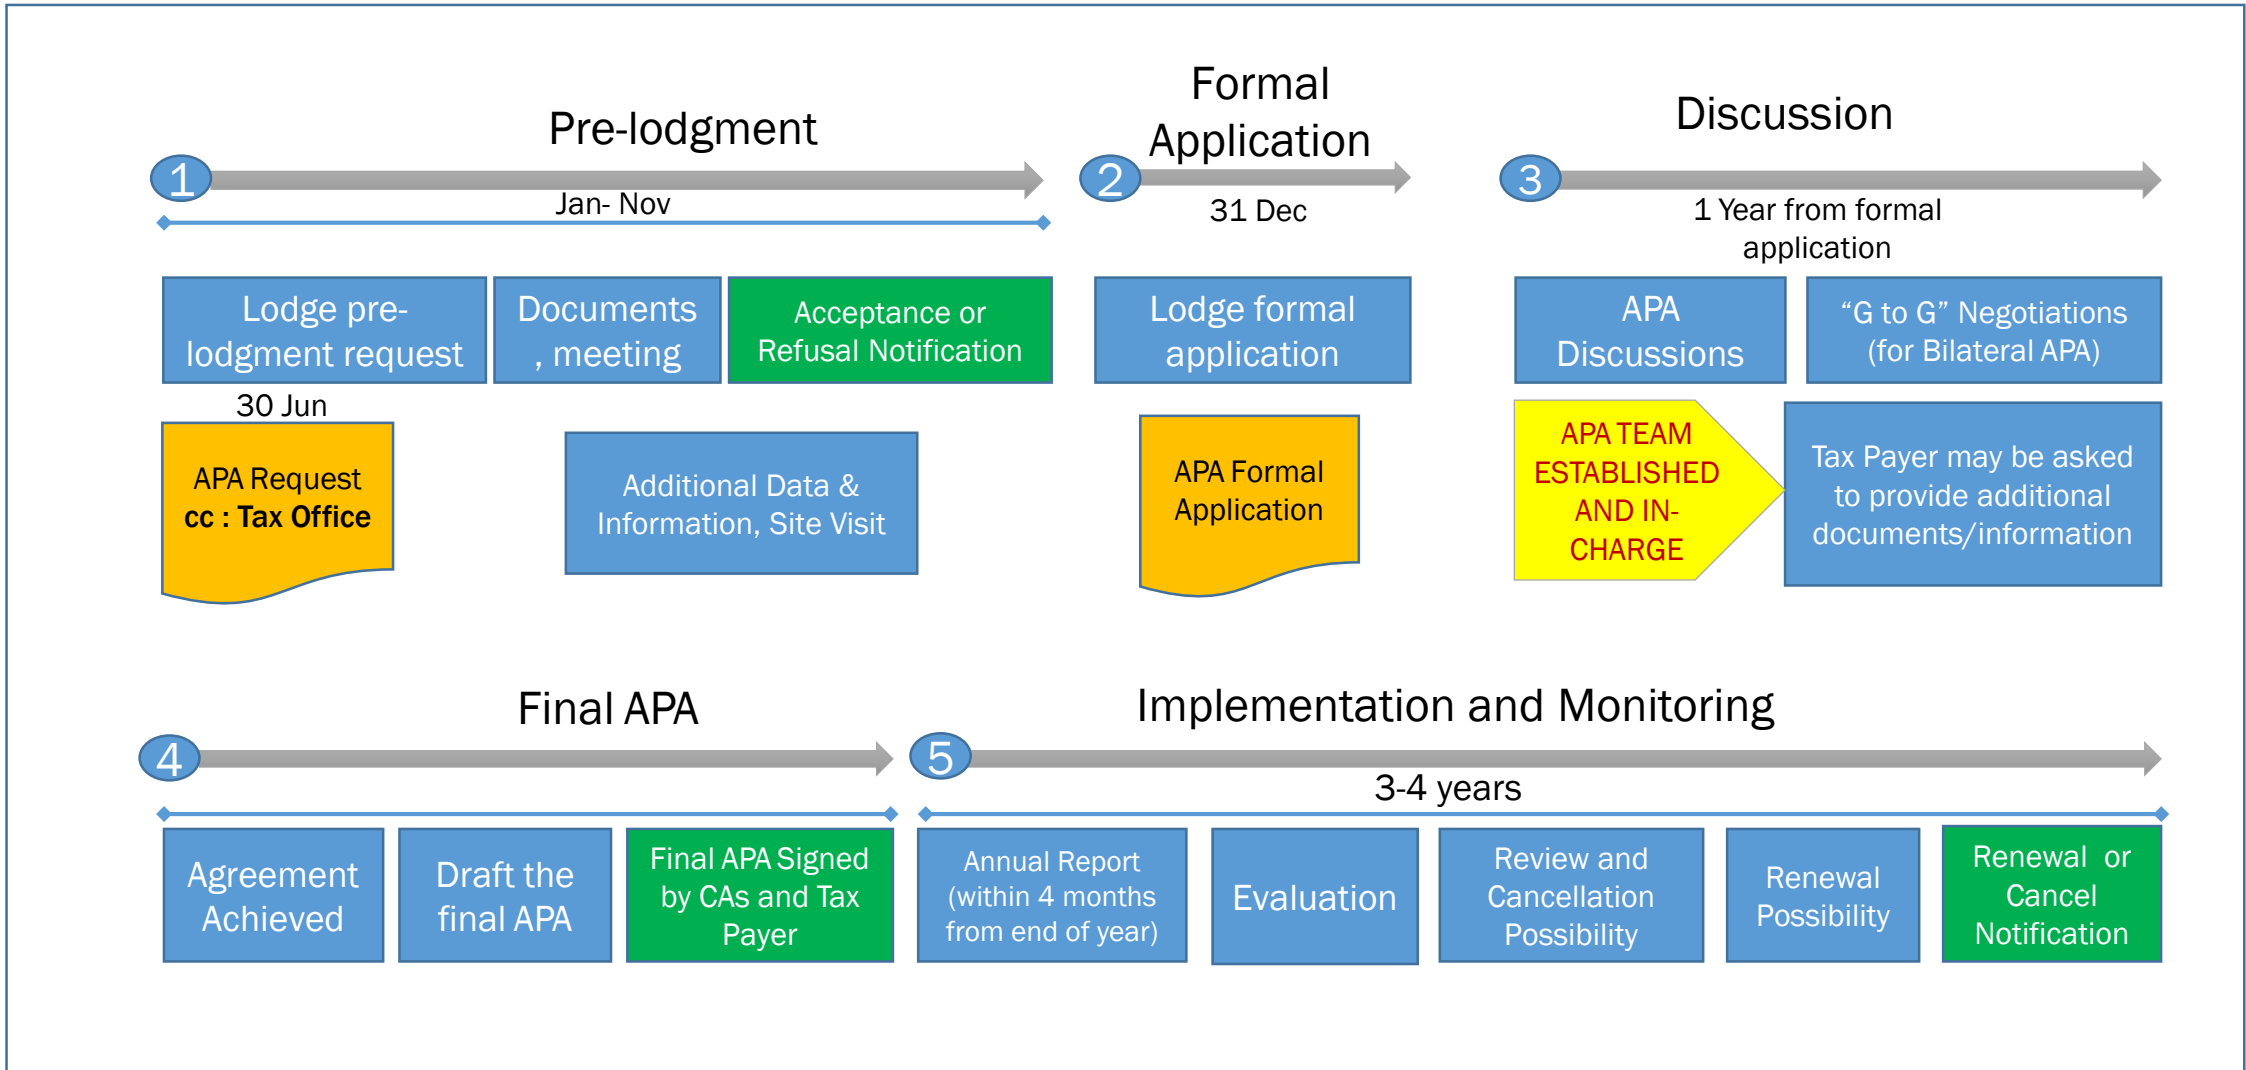 Pre-lodgment
1
Jan- Nov
Formal
Application
2
31 Dec
Discussion
3
1 Year from formal
application
Lodge pre-
lodgment request
Documents
, meeting
Acceptance or
Refusal Notification
Lodge formal
application
APA
Discussions
“G to G” Negotiations
(for Bilateral APA)
30 Jun
APA Request
cc : Tax Office
Additional Data &
Information, Site Visit
APA Formal
Application
APA TEAM
ESTABLISHED
AND IN-
CHARGE
Tax Payer may be asked
to provide additional
documents/information
Final APA
4
Implementation and Monitoring
5
3-4 years
Agreement
Achieved
Draft the
final APA
Final APA Signed
by CAs and Tax
Payer
Annual Report
(within 4 months
from end of year)
Evaluation
Review and
Cancellation
Possibility
Renewal
Possibility
Renewal  or
Cancel
Notification